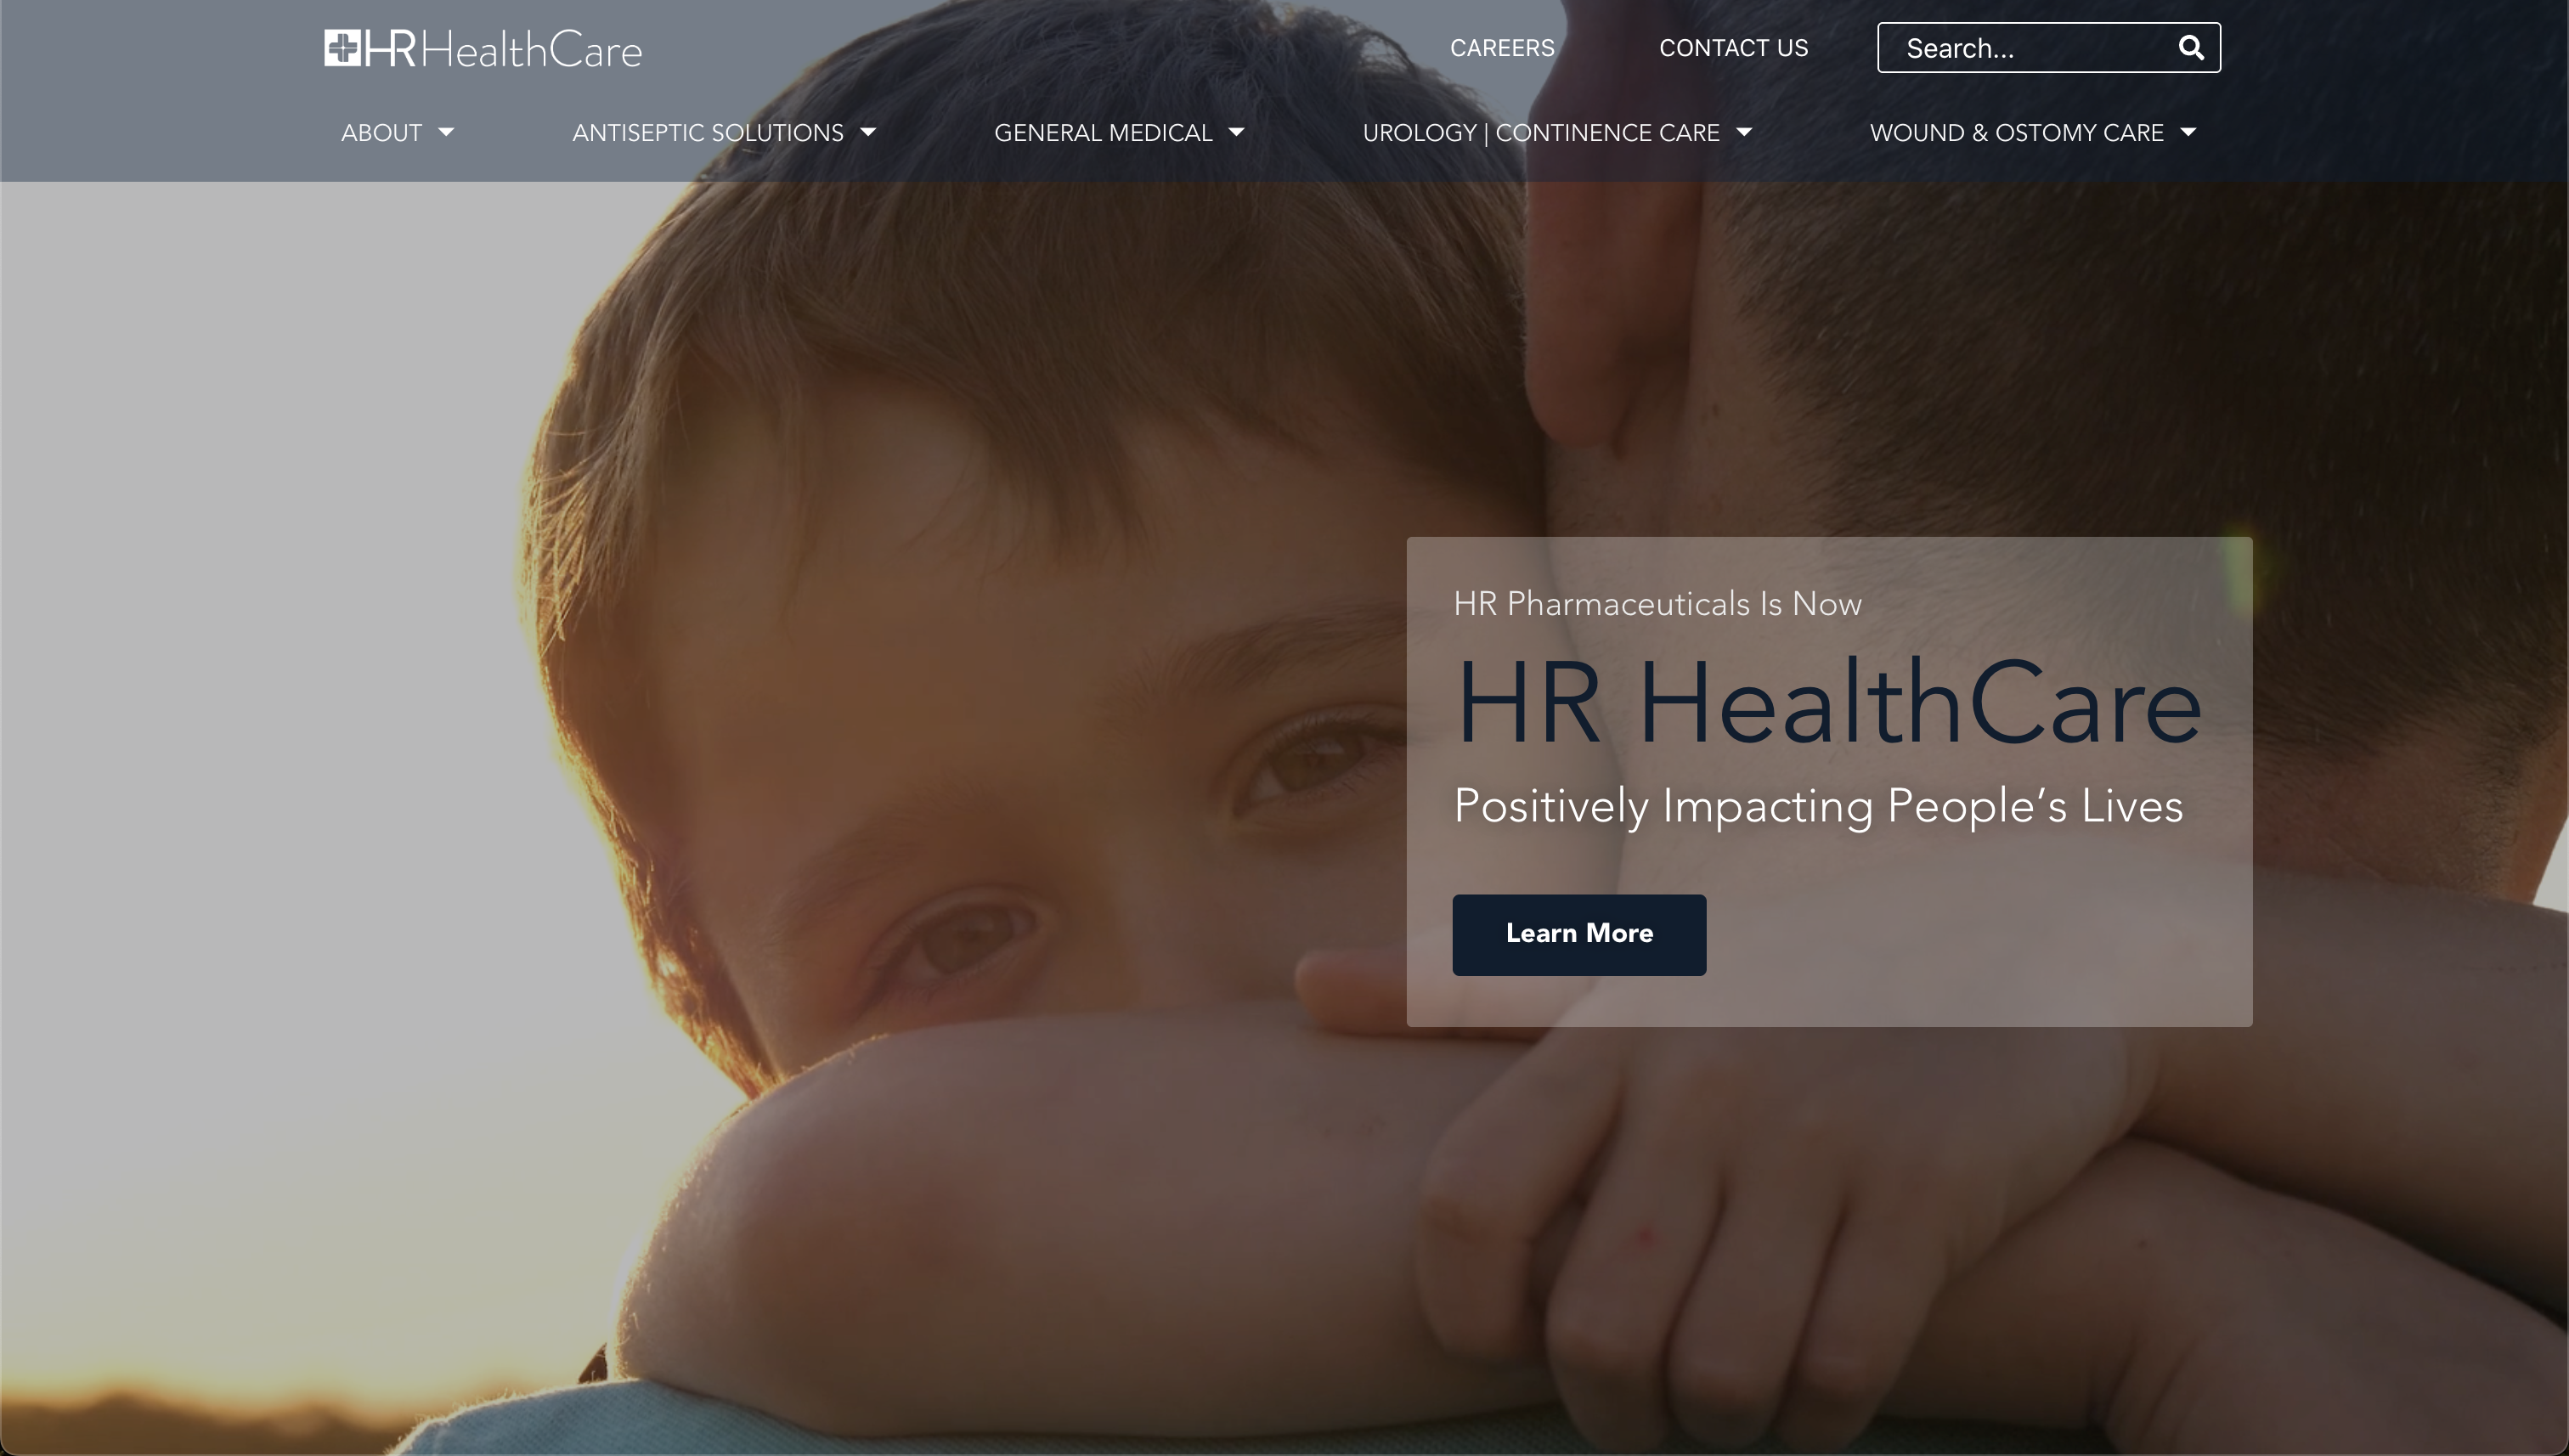 HR HealthCare
CAREERS
CONTACT US
Search...
ABOUT
ANTISEPTIC SOLUTIONS
GENERAL MEDICAL
UROLOGY | CONTINENCE CARE
WOUND & OSTOMY CARE
HR Pharmaceuticals Is Now
HR HealthCare
Positively Impacting People’s Lives
Learn More